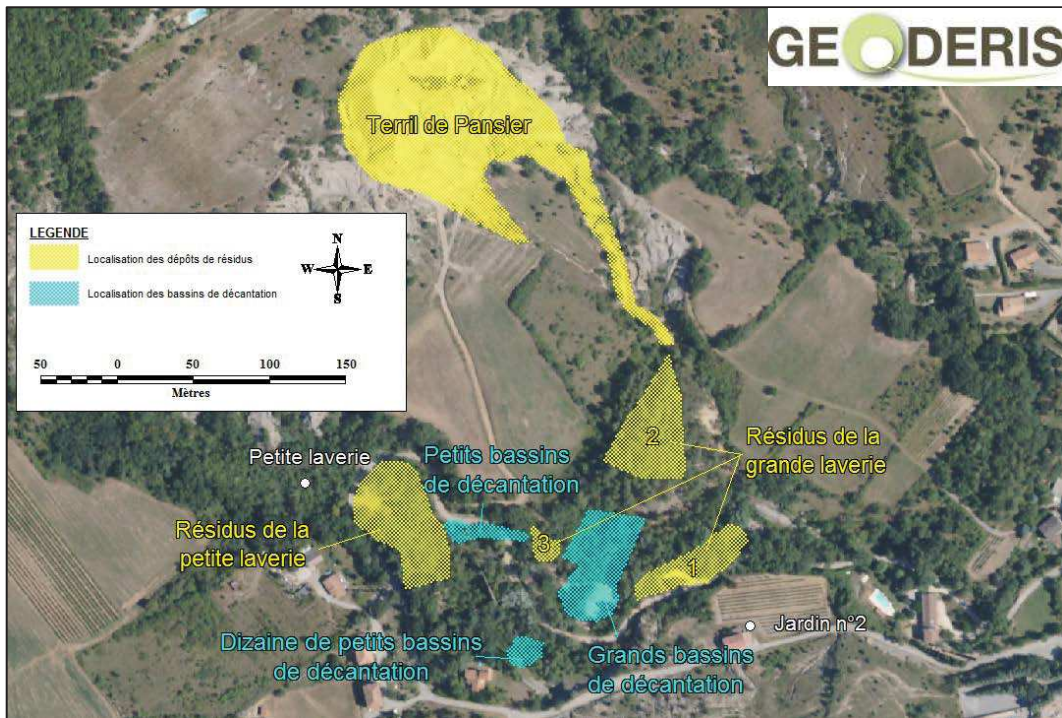 GEODERIS
Terril de Pansier
LEGENDE
Localisation des dépôts de résidus
Localisation des bassins de décantation
N
W E
S
50 0 50 100 150
Mètres
Petite laverie
Petits bassins
de décantation
2
Résidus de la
grande laverie
Résidus de la
petite laverie
3
1
Dizaine de petits bassins
de décantation
Grands bassins
de décantation
Jardin n°2